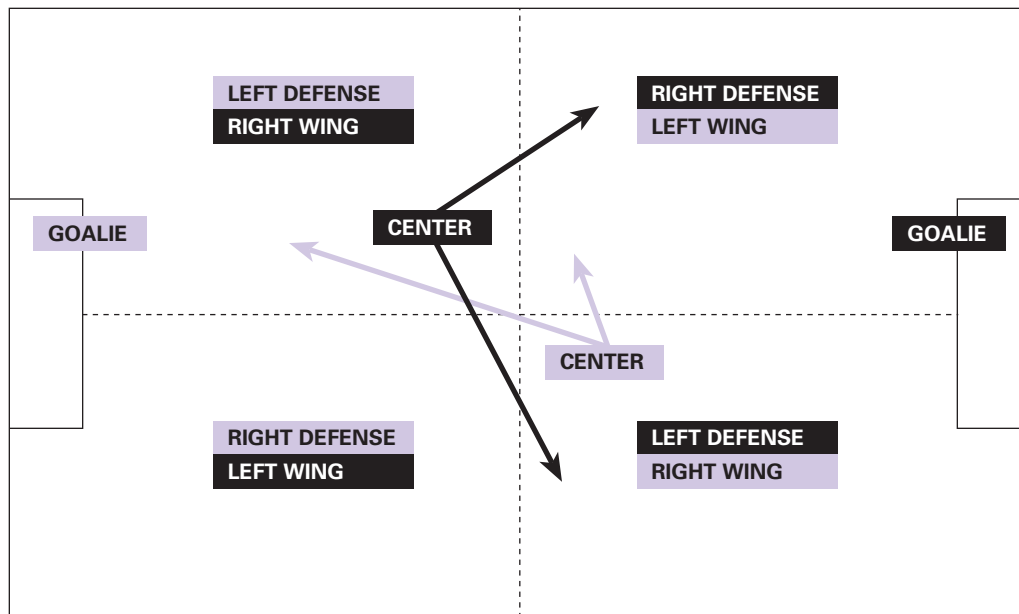 LEFT DEFENSE
RIGHT WING
RIGHT DEFENSE
LEFT WING
GOALIE
CENTER
GOALIE
CENTER
RIGHT DEFENSE
LEFT WING
LEFT DEFENSE
RIGHT WING